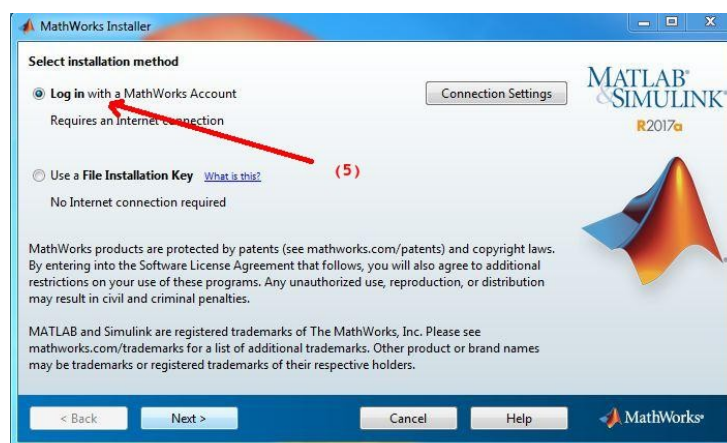 MathWorks Installer
Select installation method
Log in with a MathWorks Account
Connection Settings
Requires an Internet connection
MATLAB®
&SIMULINK®
R2017a
(5)
Use a File Installation Key What is this?
No Internet connection required
MathWorks products are protected by patents (see mathworks.com/patents) and copyright laws.
By entering into the Software License Agreement that follows, you will also agree to additional
restrictions on your use of these programs. Any unauthorized use, reproduction, or distribution
may result in civil and criminal penalties.
MATLAB and Simulink are registered trademarks of The MathWorks, Inc. Please see
mathworks.com/trademarks for a list of additional trademarks. Other product or brand names
may be trademarks or registered trademarks of their respective holders.
< Back Next > Cancel Help MathWorks®